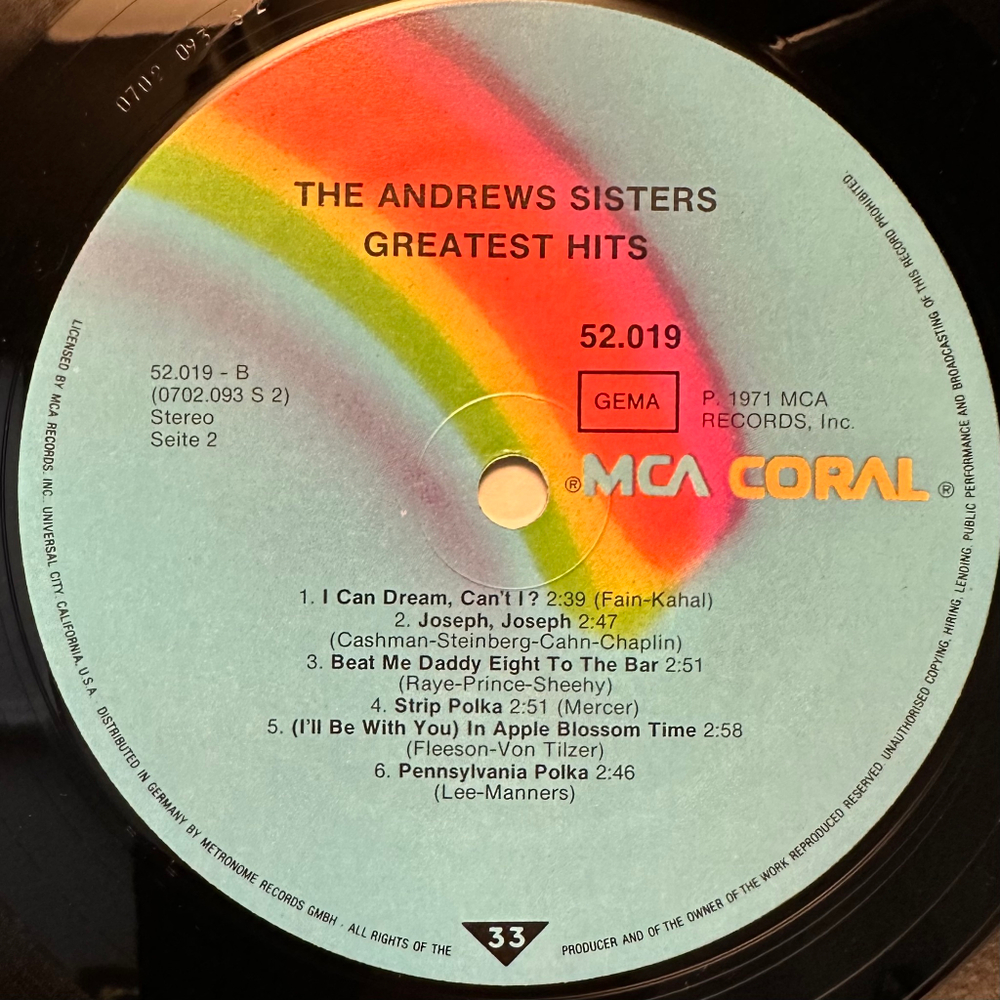 0702 093 S 2
THE ANDREWS SISTERS
GREATEST HITS
52.019
52.019 - B
(0702.093 S 2)
Stereo
Seite 2
GEMA
P. 1971 MCA
RECORDS, Inc.
®MCA CORAL®
1. I Can Dream, Can't I? 2:39 (Fain-Kahal)
2. Joseph, Joseph 2:47
(Cashman-Steinberg-Cahn-Chaplin)
3. Beat Me Daddy Eight To The Bar 2:51
(Raye-Prince-Sheehy)
4. Strip Polka 2:51 (Mercer)
5. (I'll Be With You) In Apple Blossom Time 2:58
(Fleeson-Von Tilzer)
6. Pennsylvania Polka 2:46
(Lee-Manners)
33
LICENSED BY MCA RECORDS. INC. UNIVERSAL CITY. CALIFORNIA. U.S.A. DISTRIBUTED IN GERMANY BY METRONOME RECORDS GMBH · ALL RIGHTS OF THE PRODUCER AND OF THE OWNER OF THE WORK REPRODUCED RESERVED. UNAUTHORISED COPYING, HIRING, LENDING, PUBLIC PERFORMANCE AND BROADCASTING OF THIS RECORD PROHIBITED.